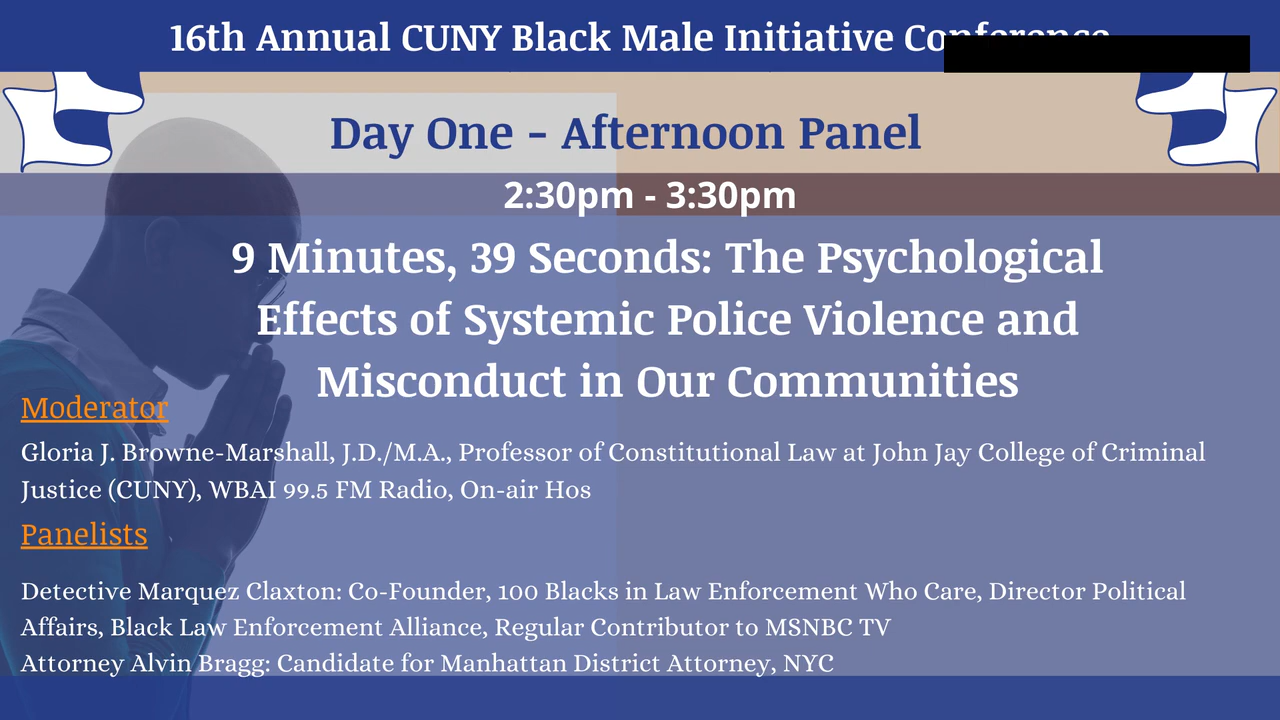 16th Annual CUNY Black Male Initiative Conference
Day One - Afternoon Panel
2:30pm - 3:30pm
9 Minutes, 39 Seconds: The Psychological
Effects of Systemic Police Violence and
Misconduct in Our Communities
Moderator
Gloria J. Browne-Marshall, J.D./M.A., Professor of Constitutional Law at John Jay College of Criminal
Justice (CUNY), WBAI 99.5 FM Radio, On-air Hos
Panelists
Detective Marquez Claxton: Co-Founder, 100 Blacks in Law Enforcement Who Care, Director Political
Affairs, Black Law Enforcement Alliance, Regular Contributor to MSNBC TV
Attorney Alvin Bragg: Candidate for Manhattan District Attorney, NYC